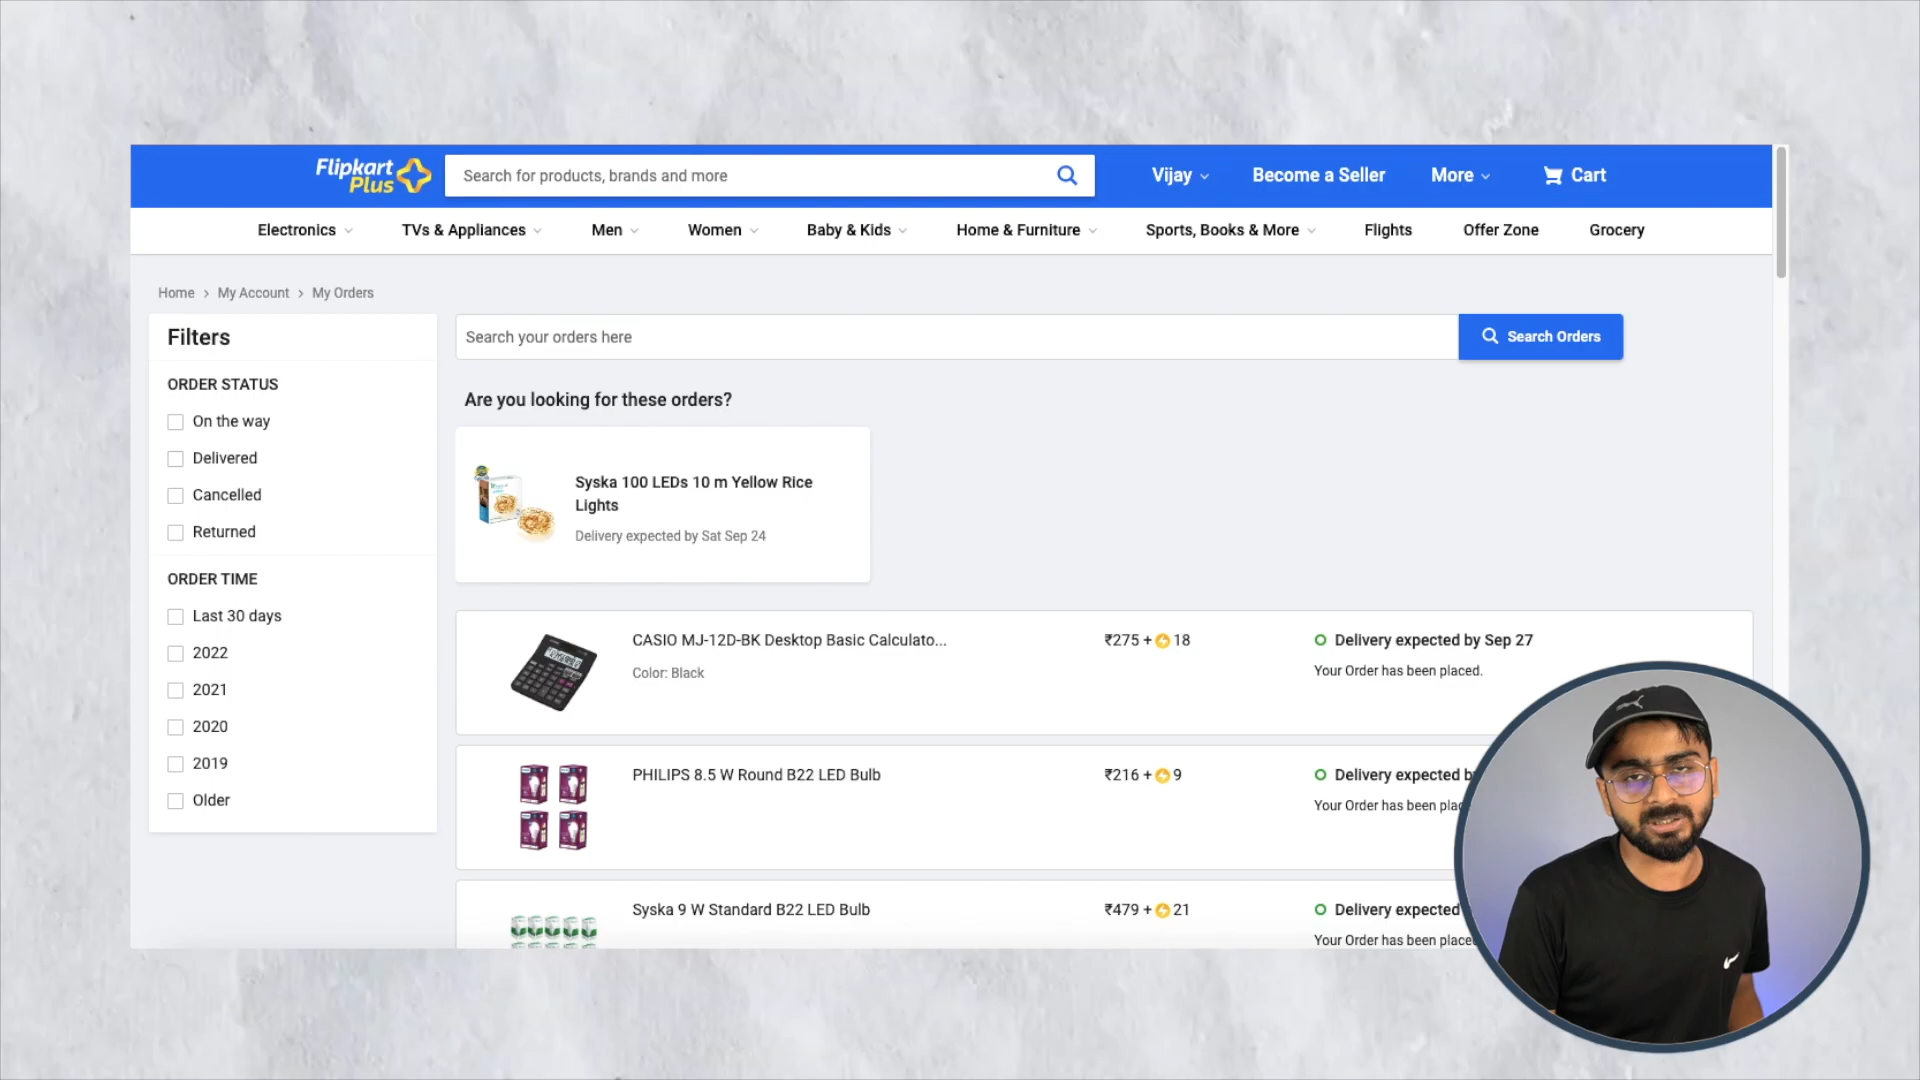 Flipkart
Plus
Search for products, brands and more
Vijay
Become a Seller
More
Cart
Electronics
TVs & Appliances
Men
Women
Baby & Kids
Home & Furniture
Sports, Books & More
Flights
Offer Zone
Grocery
Home > My Account > My Orders
Filters
ORDER STATUS
On the way
Delivered
Cancelled
Returned
ORDER TIME
Last 30 days
2022
2021
2020
2019
Older
Search your orders here
Search Orders
Are you looking for these orders?
Syska 100 LEDs 10 m Yellow Rice
Lights
Delivery expected by Sat Sep 24
CASIO MJ-12D-BK Desktop Basic Calculato...
Color: Black
₹275 + 18
Delivery expected by Sep 27
Your Order has been placed.
PHILIPS 8.5 W Round B22 LED Bulb
₹216 + 9
Delivery expected
Your Order has been
Syska 9 W Standard B22 LED Bulb
₹479 + 21
Delivery expected
Your Order has been